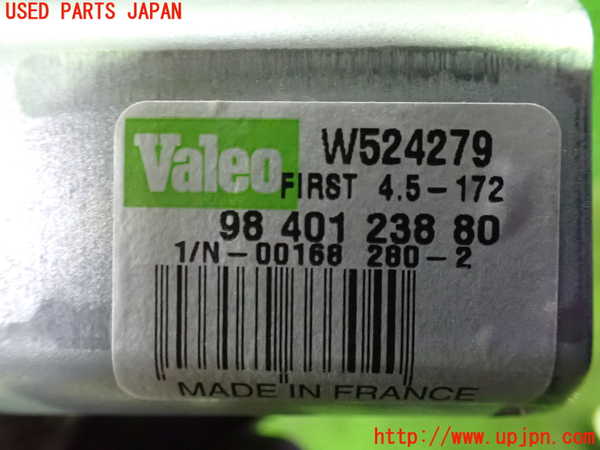 USED PARTS JAPAN
Valeo
W524279
FIRST 4.5-172
98 401 238 80
1/N-00168 280-2
MADE IN FRANCE
http://www.upjpn.com/